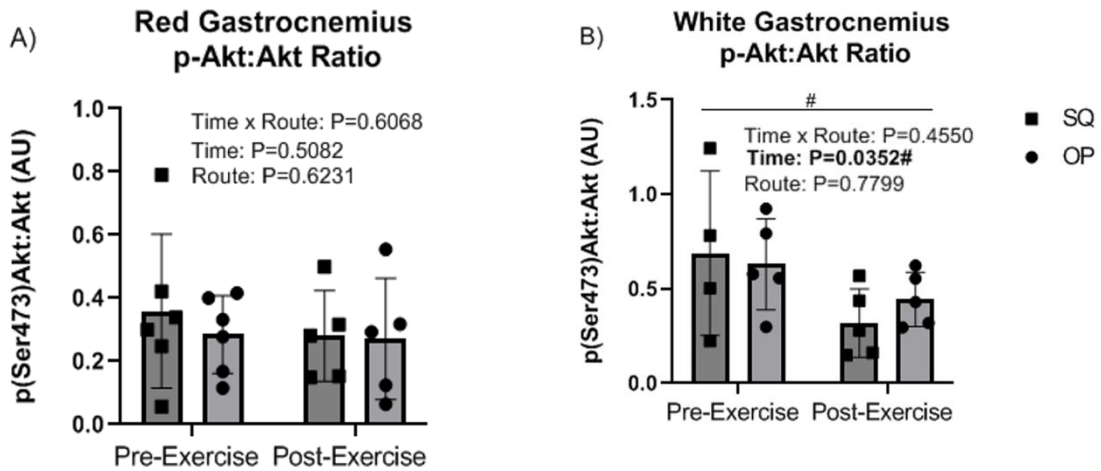 A)
Red Gastrocnemius
p-Akt:Akt Ratio
p(Ser473)Akt:Akt (AU)
1.0
0.8
0.6
0.4
0.2
0.0
Time x Route: P=0.6068
Time: P=0.5082
Route: P=0.6231
Pre-Exercise
Post-Exercise
B)
White Gastrocnemius
p-Akt:Akt Ratio
p(Ser473)Akt:Akt (AU)
1.5
1.0
0.5
0.0
#
Time x Route: P=0.4550
Time: P=0.0352#
Route: P=0.7799
Pre-Exercise
Post-Exercise
SQ
OP